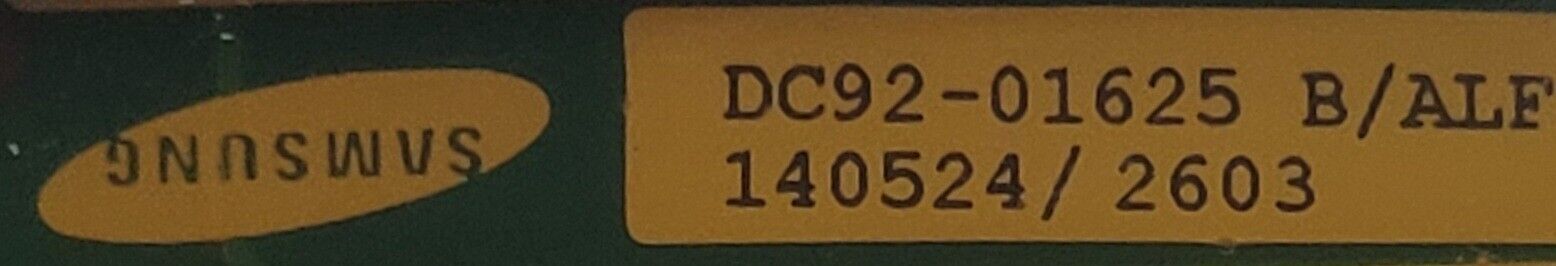 SAMSUNG
DC92-01625 B/ALF
140524/ 2603